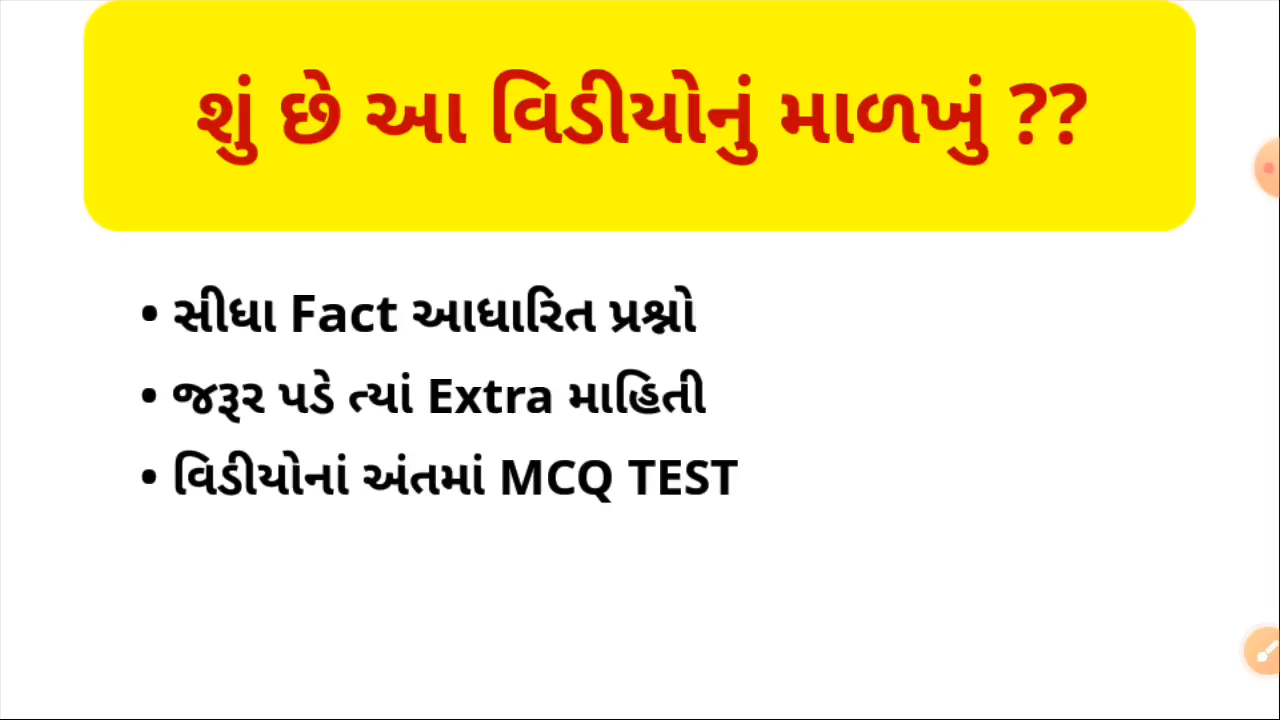 શું છે આ વિડીયોનું માળખું ??
• સીધા Fact આધારિત પ્રશ્નો
• જરૂર પડે ત્યાં Extra માહિતી
• વિડીયોનાં અંતમાં MCQ TEST